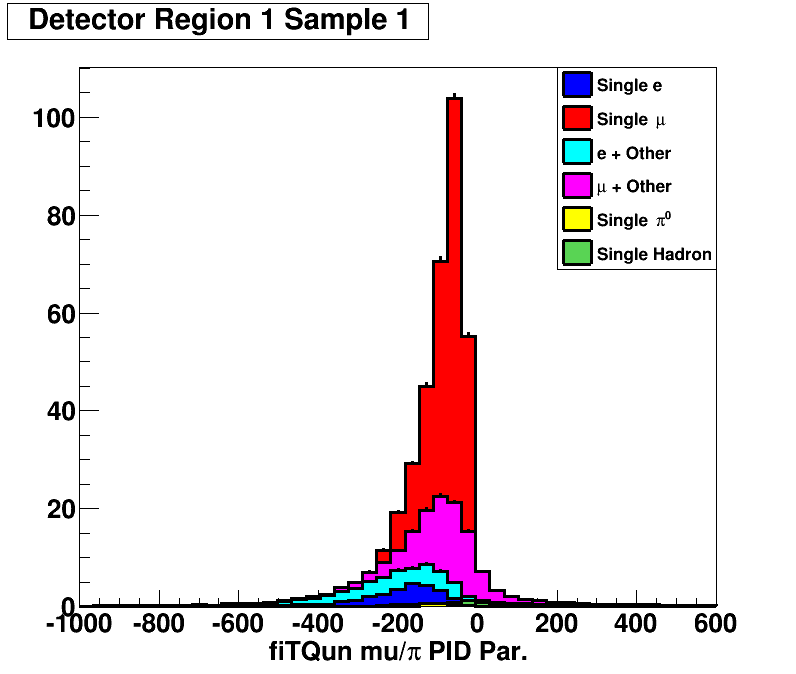 Detector Region 1 Sample 1
Single e
Single μ
e + Other
μ + Other
Single π⁰
Single Hadron
100
80
60
40
20
0
-1000 -800 -600 -400 -200 0 200 400 600
fiTQun mu/π PID Par.